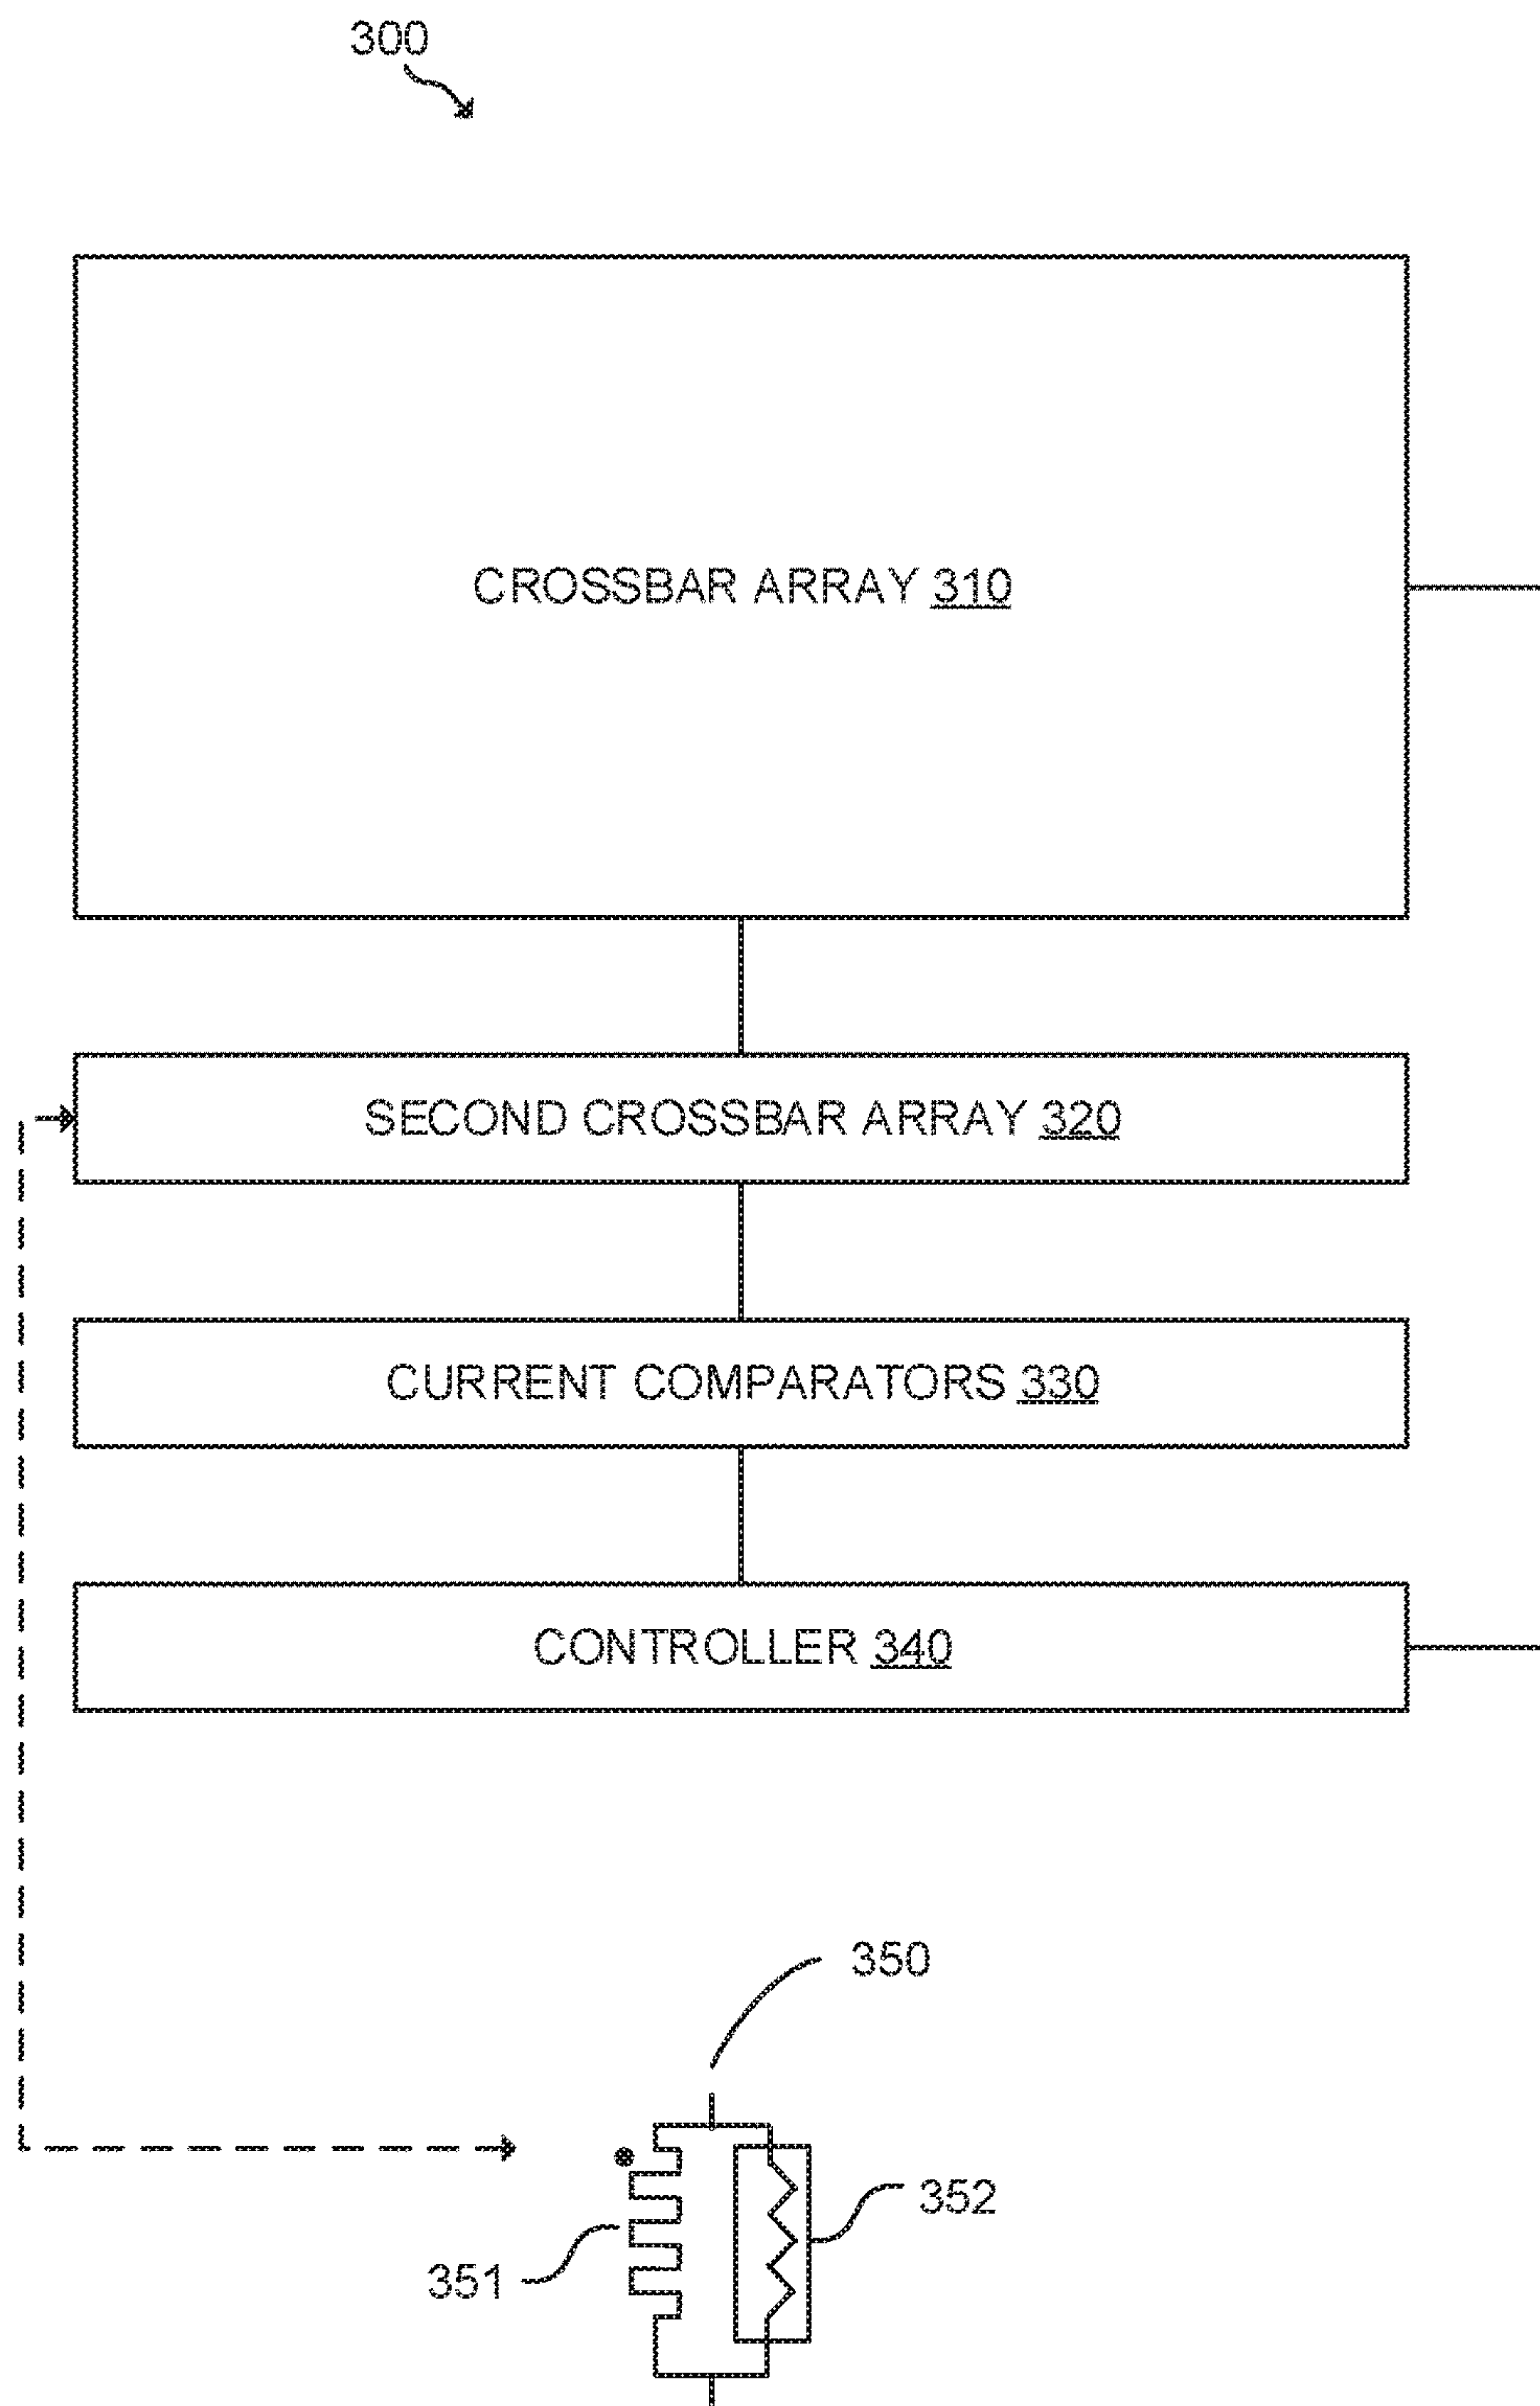 300
CROSSBAR ARRAY 310
SECOND CROSSBAR ARRAY 320
CURRENT COMPARATORS 330
CONTROLLER 340
350
352
351